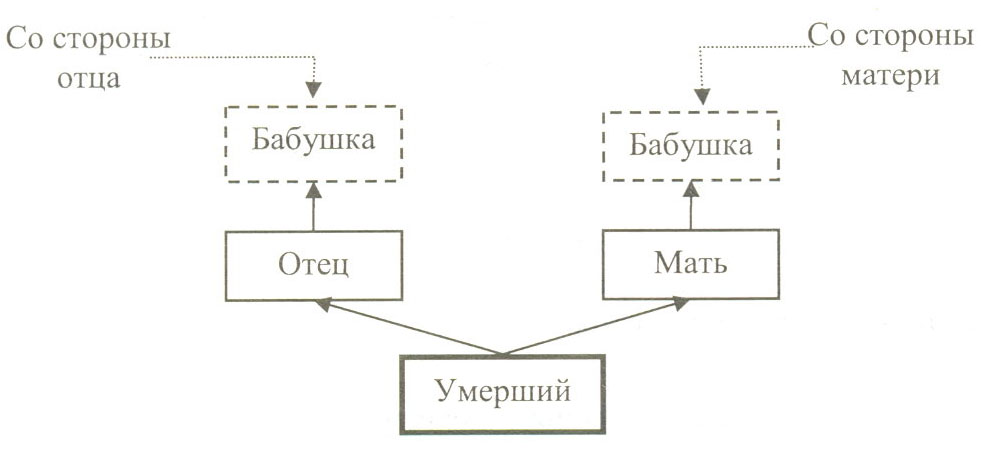 Со стороны
отца
Со стороны
матери
Бабушка
Бабушка
Отец
Мать
Умерший